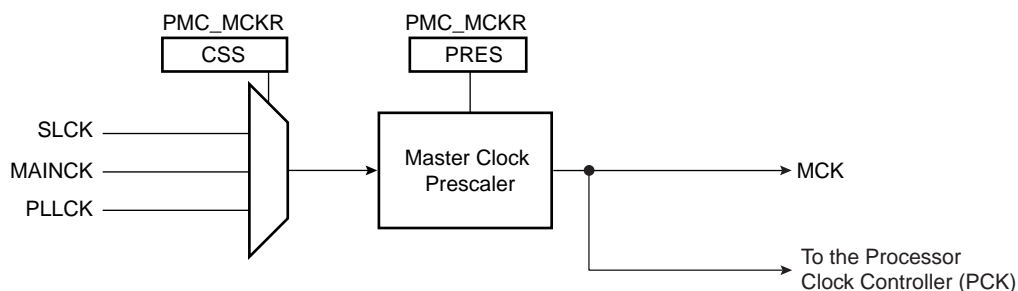 PMC_MCKR
PMC_MCKR
CSS
PRES
SLCK
MAINCK
PLLCK
Master Clock
Prescaler
MCK
To the Processor
Clock Controller (PCK)